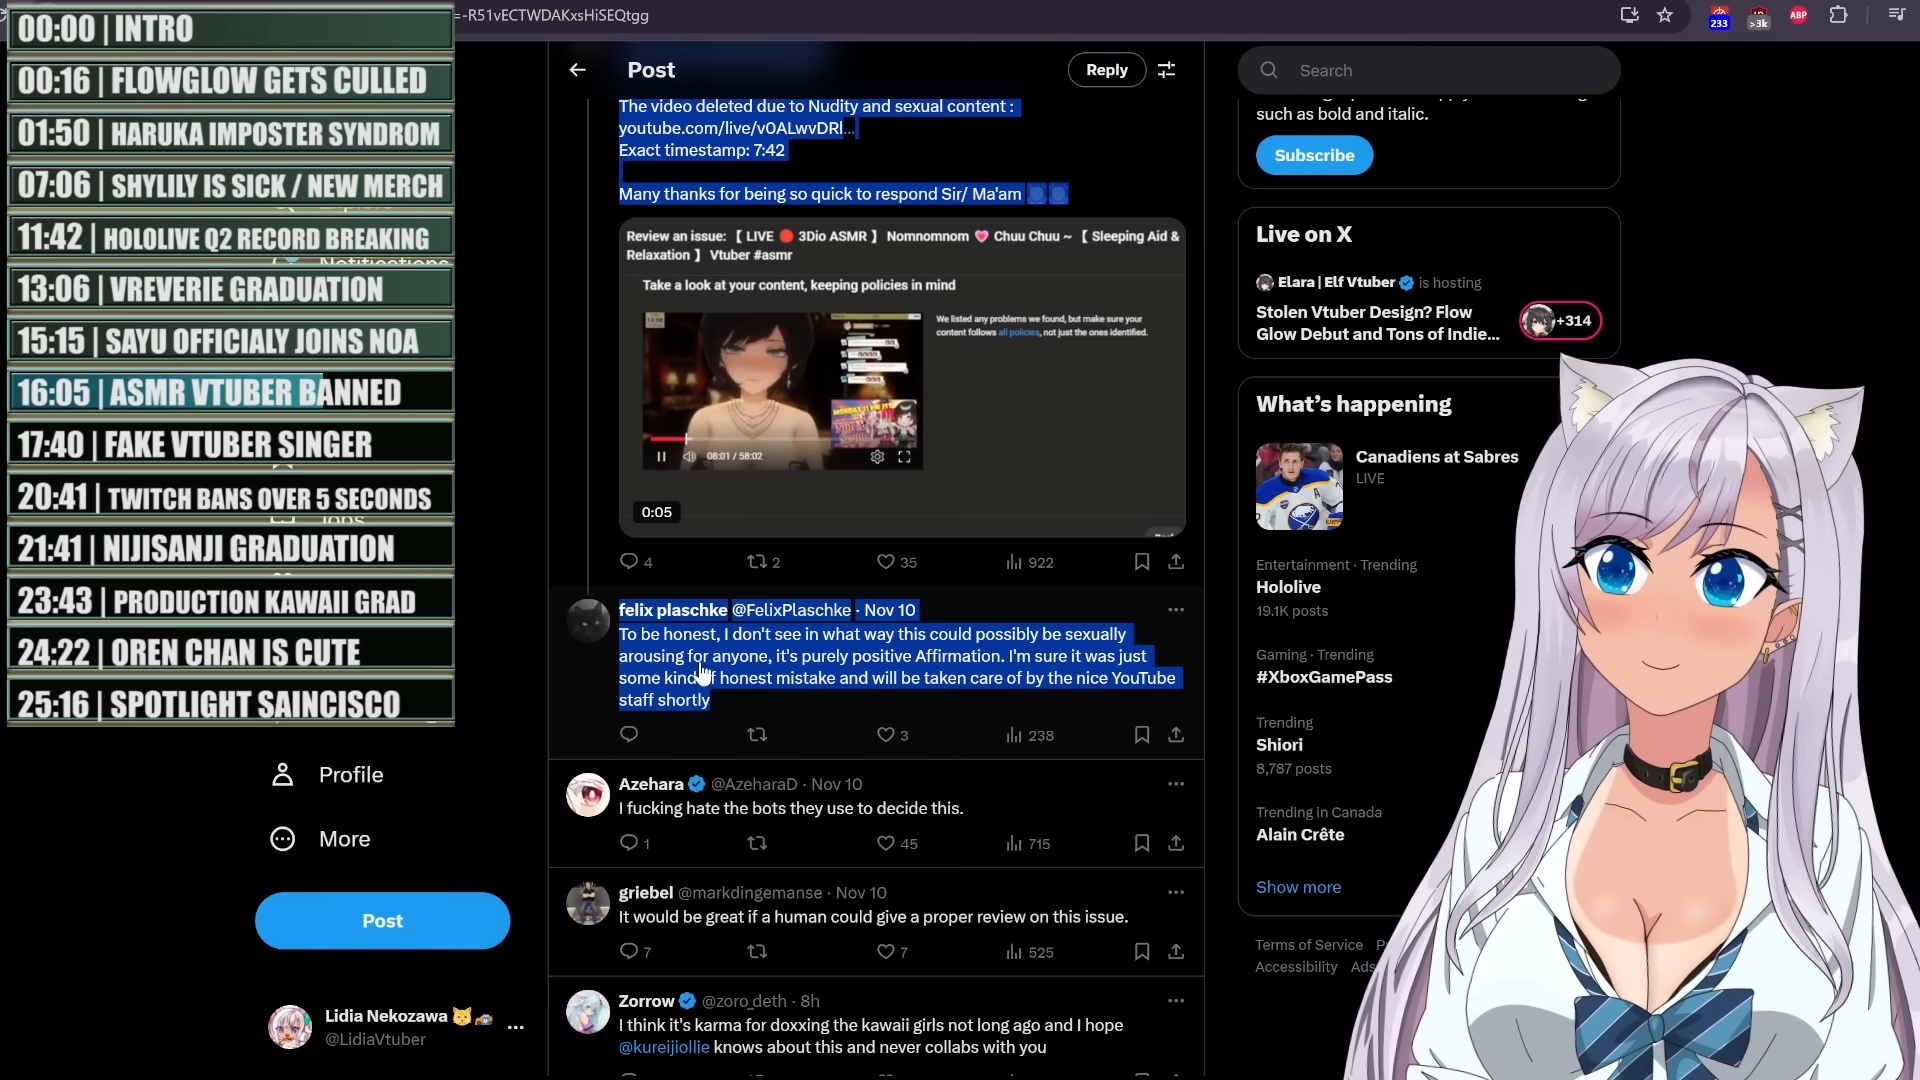 =-R51vECTWDAKxsHiSEQtgg
233
>3k
ABP
00:00 | INTRO
00:16 | FLOWGLOW GETS CULLED
01:50 | HARUKA IMPOSTER SYNDROM
07:06 | SHYLILY IS SICK / NEW MERCH
11:42 | HOLOLIVE Q2 RECORD BREAKING
13:06 | VREVERIE GRADUATION
15:15 | SAYU OFFICIALY JOINS NOA
16:05 | ASMR VTUBER BANNED
17:40 | FAKE VTUBER SINGER
20:41 | TWITCH BANS OVER 5 SECONDS
21:41 | NIJISANJI GRADUATION
23:43 | PRODUCTION KAWAII GRAD
24:22 | OREN CHAN IS CUTE
25:16 | SPOTLIGHT SAINCISCO
Profile
More
Post
Lidia Nekozawa
@LidiaVtuber
Post
Reply
The video deleted due to Nudity and sexual content :
youtube.com/live/v0ALwvDRl…
Exact timestamp: 7:42
Many thanks for being so quick to respond Sir/ Ma'am
Review an issue: 【 LIVE 🔴 3Dio ASMR 】 Nomnomnom 💗 Chuu Chuu ~ 【 Sleeping Aid &
Relaxation 】 Vtuber #asmr
Take a look at your content, keeping policies in mind
We listed any problems we found, but make sure your
content follows all policies, not just the ones identified.
08:01 / 58:02
0:05
4
2
35
922
felix plaschke @FelixPlaschke · Nov 10
To be honest, I don't see in what way this could possibly be sexually
arousing for anyone, it's purely positive Affirmation. I'm sure it was just
some kind of honest mistake and will be taken care of by the nice YouTube
staff shortly
3
238
Azehara @AzeharaD · Nov 10
I fucking hate the bots they use to decide this.
1
45
715
griebel @markdingemanse · Nov 10
It would be great if a human could give a proper review on this issue.
7
7
525
Zorrow @zoro_deth · 8h
I think it's karma for doxxing the kawaii girls not long ago and I hope
@kureijiollie knows about this and never collabs with you
Search
such as bold and italic.
Subscribe
Live on X
Elara | Elf Vtuber is hosting
Stolen Vtuber Design? Flow
Glow Debut and Tons of Indie...
+314
What's happening
Canadiens at Sabres
LIVE
Entertainment · Trending
Hololive
19.1K posts
Gaming · Trending
#XboxGamePass
Trending
Shiori
8,787 posts
Trending in Canada
Alain Crête
Show more
Terms of Service
Accessibility Ads